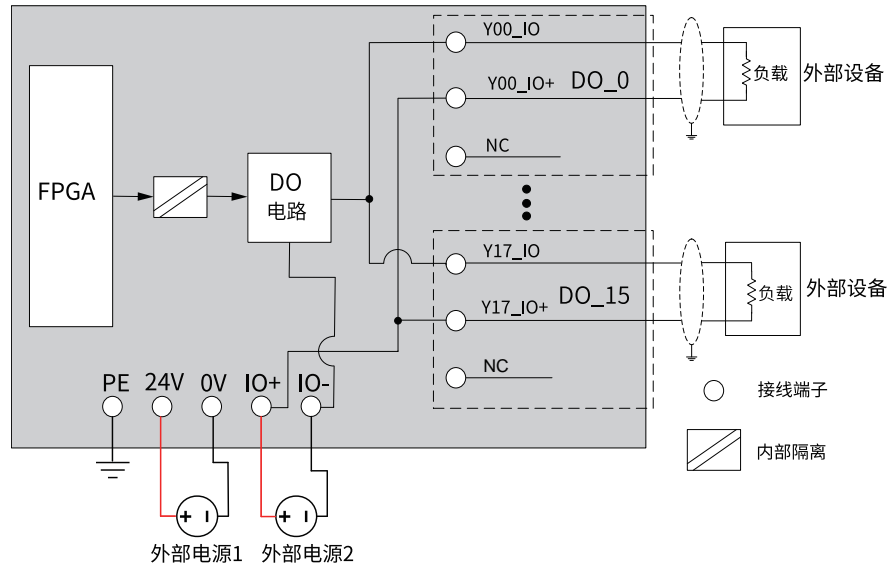 Y00_IO
Y00_IO+ DO_0
NC
负载
外部设备
FPGA
DO
电路
Y17_IO
Y17_IO+
DO_15
NC
负载
外部设备
PE 24V 0V IO+ IO-
接线端子
内部隔离
+ - + -
外部电源1 外部电源2